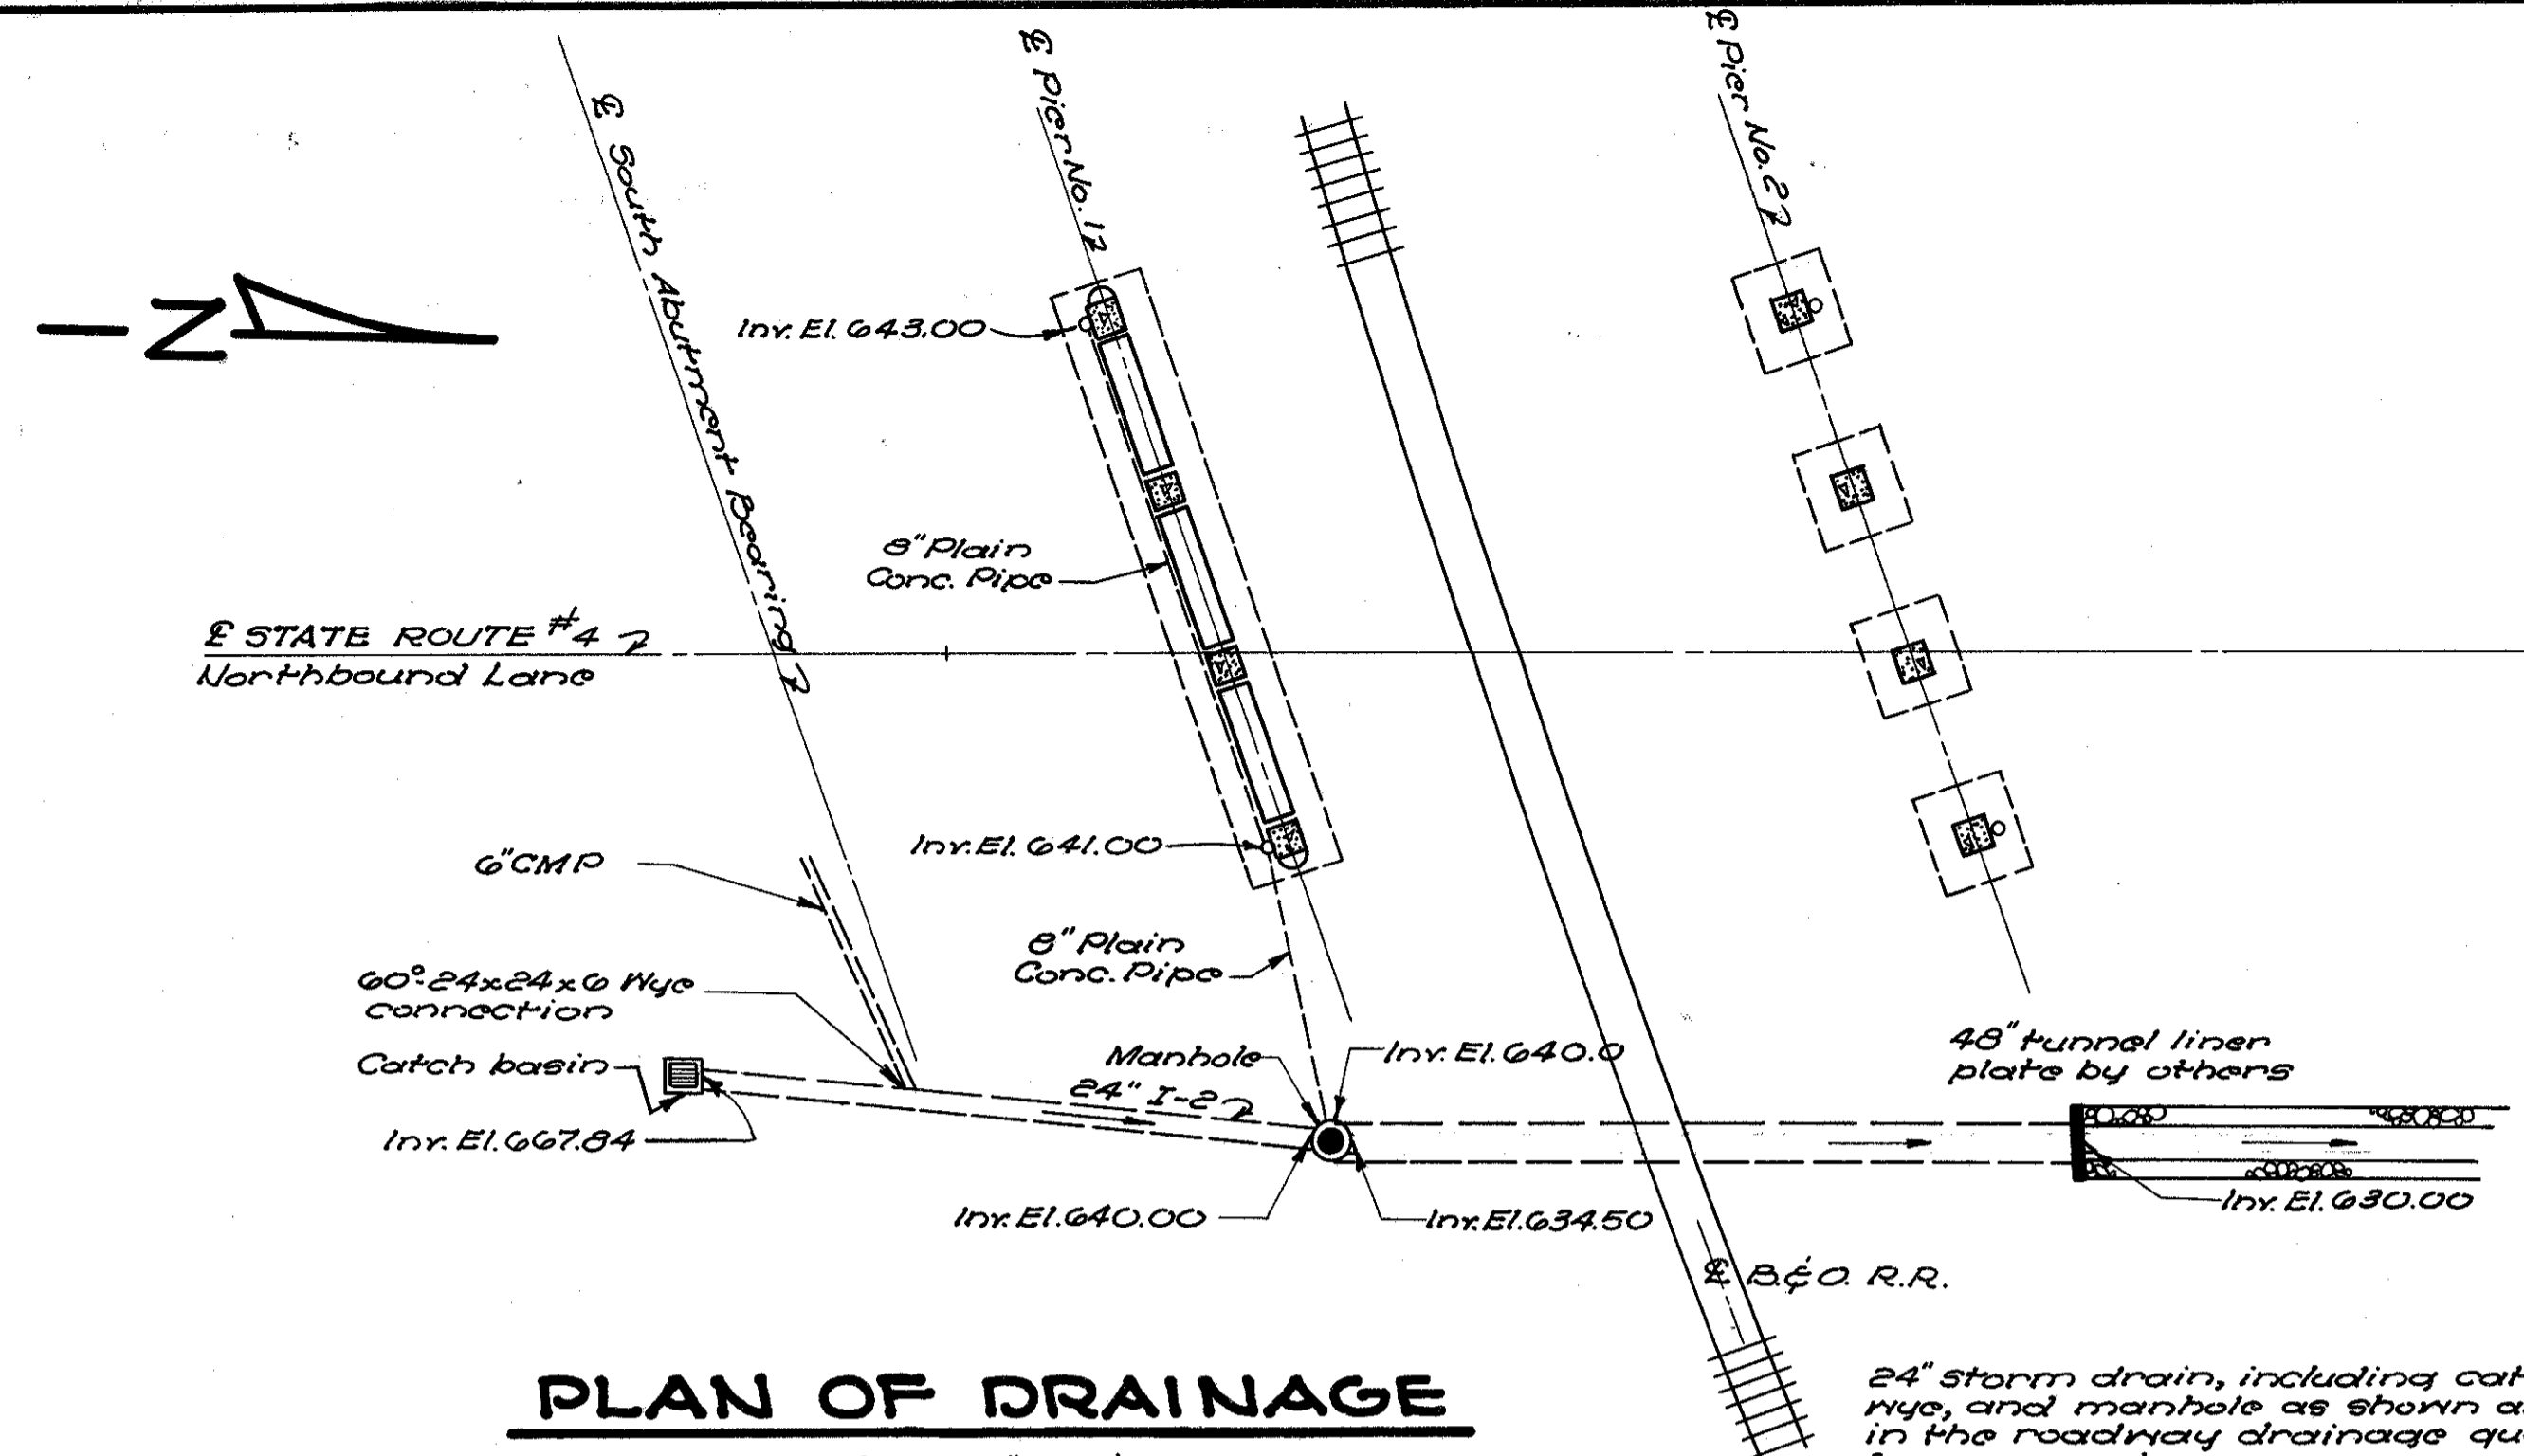 ℄ South Abutment Bearing
℄ Pier No. 1
℄ Pier No. 2
N
Inv. El. 643.00
8" Plain
Conc. Pipe
℄ STATE ROUTE #4
Northbound Lane
Inv. El. 641.00
6" CMP
8" Plain
Conc. Pipe
60°-24x24x6 Wye
connection
Catch basin
Inv. El. 667.84
24" I-2
Manhole
Inv. El. 640.0
Inv. El. 640.00
Inv. El. 634.50
48" tunnel liner
plate by others
Inv. El. 630.00
℄ B.&O. R.R.
PLAN OF DRAINAGE
24" storm drain, including
wye, and manhole as shown
in the roadway drainage